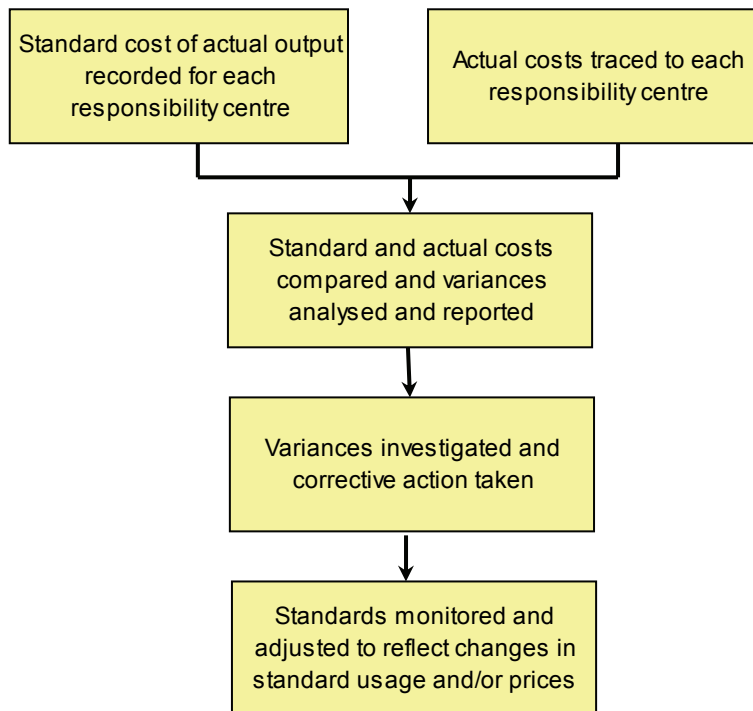 Standard cost of actual output
recorded for each
responsibility centre
Actual costs traced to each
responsibility centre
Standard and actual costs
compared and variances
analysed and reported
Variances investigated and
corrective action taken
Standards monitored and
adjusted to reflect changes in
standard usage and/or prices